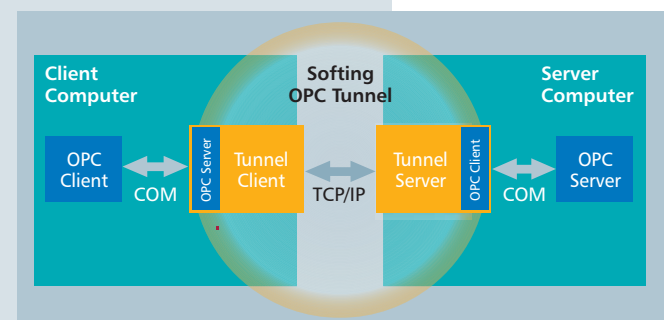 Client
Computer
Softing
OPC Tunnel
Server
Computer
OPC
Client
COM
OPC Server
Tunnel
Client
TCP/IP
Tunnel
Server
OPC Client
COM
OPC
Server